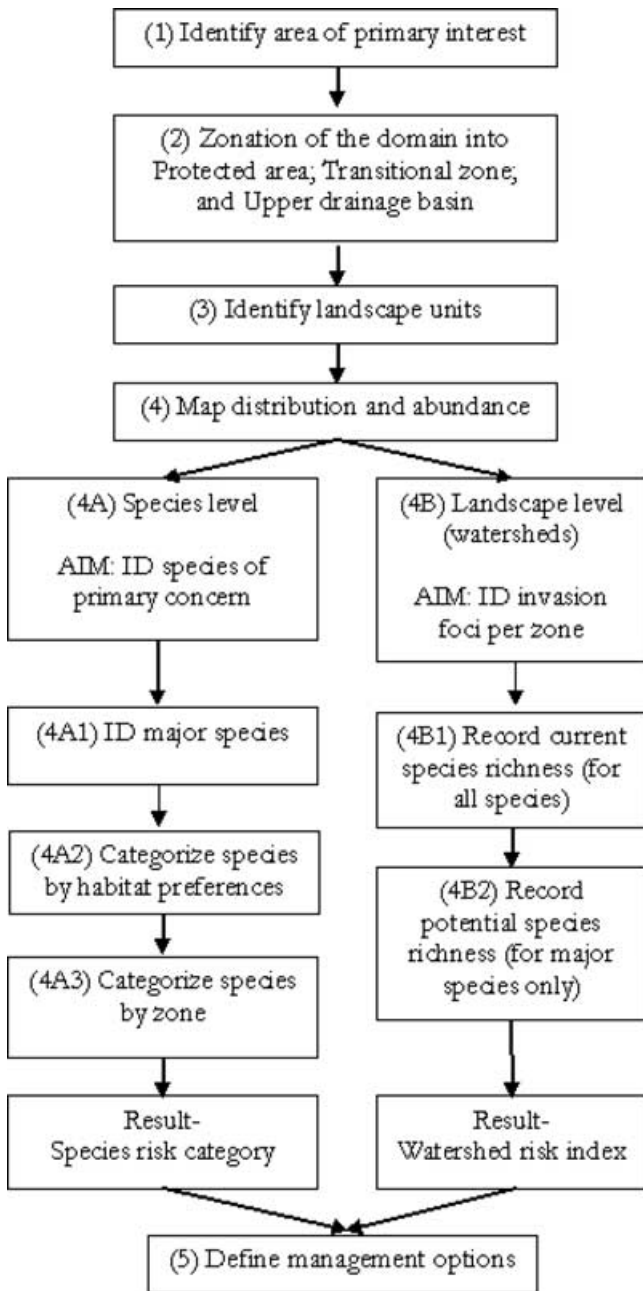 (1) Identify area of primary interest
(2) Zonation of the domain into
Protected area; Transitional zone;
and Upper drainage basin
(3) Identify landscape units
(4) Map distribution and abundance
(4A) Species level
AIM: ID species of
primary concern
(4A1) ID major species
(4A2) Categorize species
by habitat preferences
(4A3) Categorize species
by zone
Result-
Species risk category
(4B) Landscape level
(watersheds)
AIM: ID invasion
foci per zone
(4B1) Record current
species richness (for
all species)
(4B2) Record
potential species
richness (for major
species only)
Result-
Watershed risk index
(5) Define management options